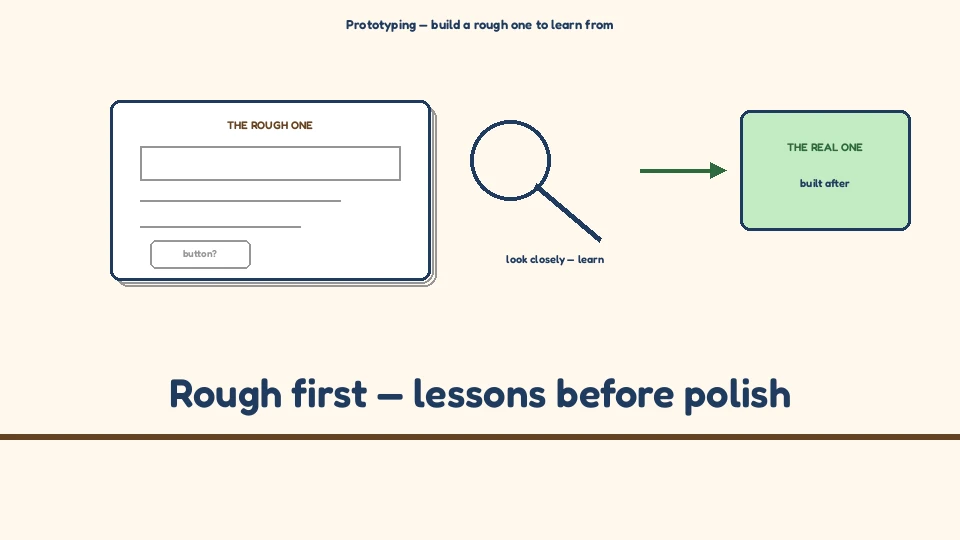 Prototyping — build a rough one to learn from
THE ROUGH ONE
button?
look closely — learn
THE REAL ONE
built after
Rough first — lessons before polish